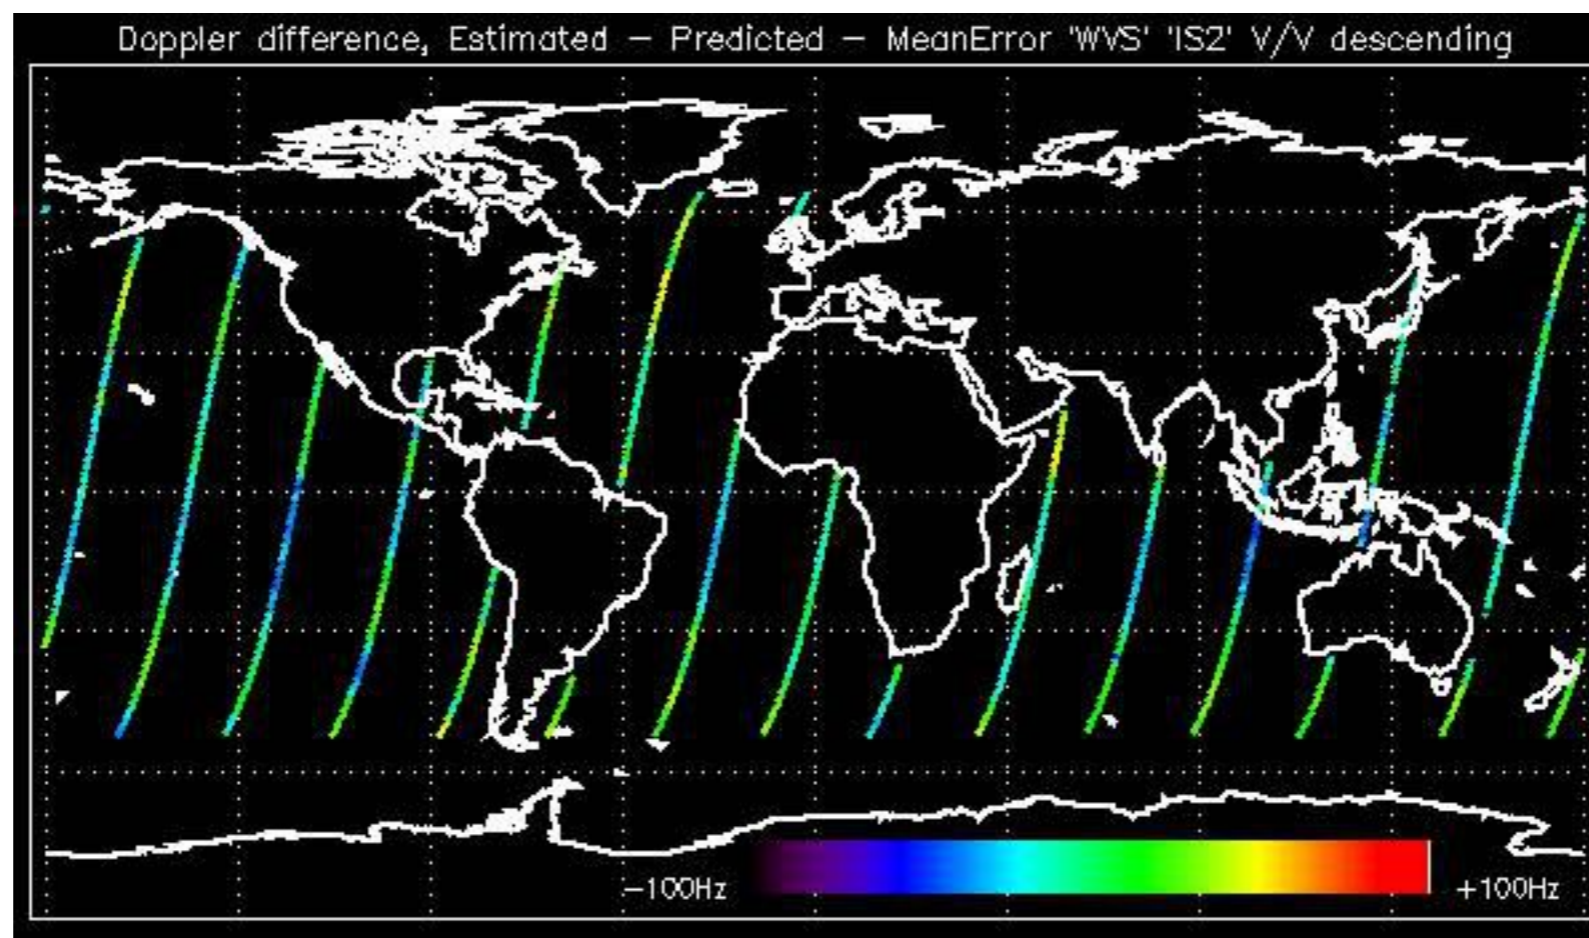 Doppler difference, Estimated – Predicted – MeanError 'WVS' 'IS2' V/V descending
−100Hz
+100Hz